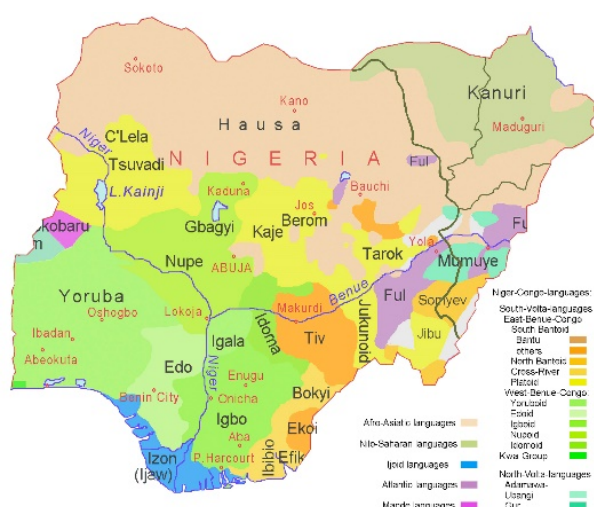 Sokoto
Kanuri
Kano
Hausa
Maduguri
C'Lela
Niger
Tsuvadi
NIGERIA
Ful
L.Kainji
Kaduna
Bauchi
Jos
Berom
Gbagyi
Kaje
Yola
kobaru
Tarok
Mumuye
Nupe
ABUJA
Benue
Yoruba
Ful
Niger-Congo-languages:
Oshogbo
Lokoja
Makurdi
Jukunoid
South-Volta-languages
East-Benue-Congo
Ibadan
Idoma
Tiv
Jibu
South Bantoid
Igala
Bantu
Abeokuta
Edo
others
North Bantoid
Enugu
Cross-River
Benin City
Niger
Onicha
Bokyi
Platoid
West-Benue-Congo:
Igbo
Ekoi
Afro-Asiatic languages
Yoruboid
Edoid
Aba
Ibibio
Nilo-Saharan languages
Igboid
Nupoid
Izon
(Ijaw)
P.Harcourt
Efik
Ijoid languages
Idomoid
Kwa Group
Atlantic languages
North-Volta-languages
Adamawa-
Ubangi
Mande languages
Gur